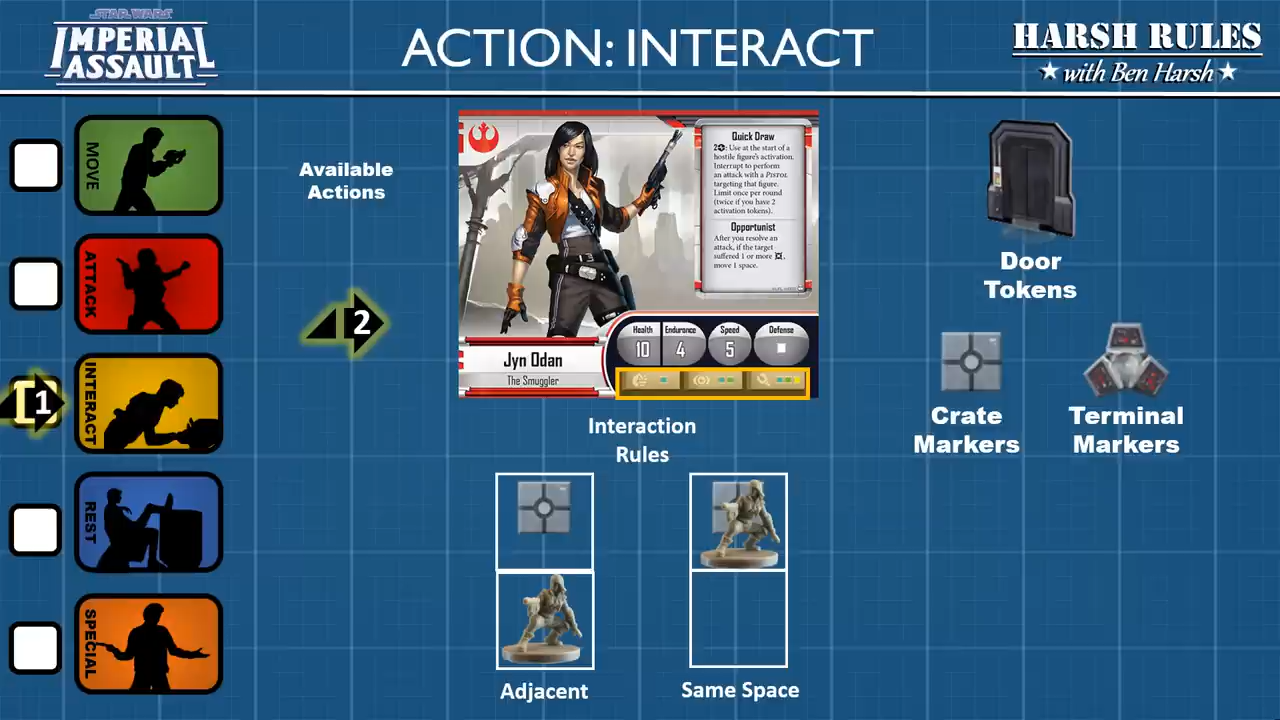 STAR WARS
IMPERIAL
ASSAULT
ACTION: INTERACT
HARSH RULES
with Ben Harsh
MOVE
ATTACK
INTERACT
REST
SPECIAL
1
Available
Actions
2
Quick Draw
2 : Use at the start of a
hostile figure's activation.
Interrupt to perform
an attack with a PISTOL
targeting that figure.
Limit once per round
(twice if you have 2
activation tokens).
Opportunist
After you resolve an
attack, if the target
suffered 1 or more ,
move 1 space.
Health
Endurance
Speed
Defense
10
4
5
Jyn Odan
The Smuggler
Interaction
Rules
Adjacent
Same Space
Door
Tokens
Crate
Markers
Terminal
Markers